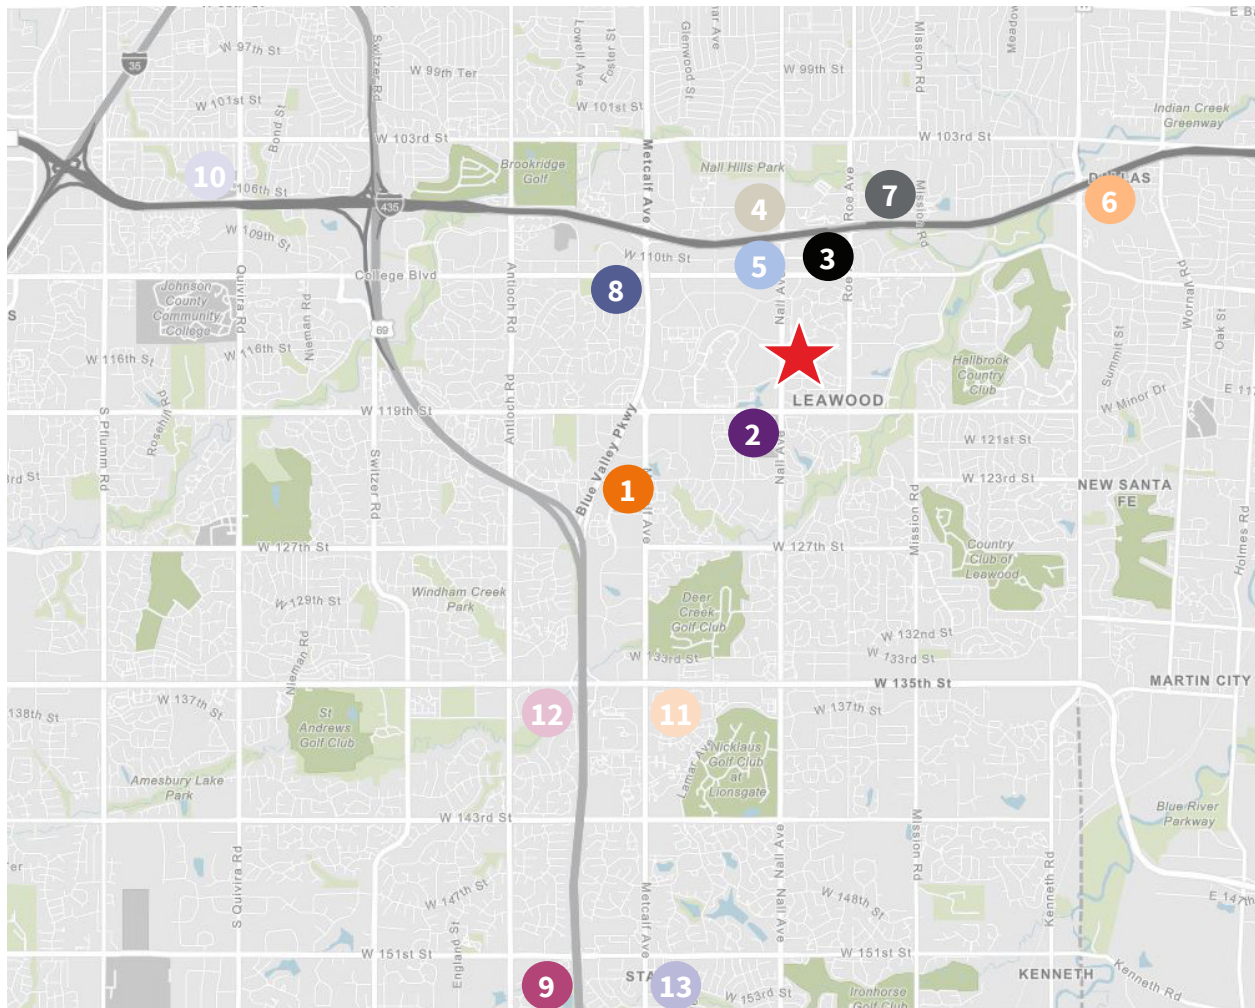 W 97th St
35
Switzer Rd
W 99th Ter
Lowell Ave
Foster St
Glenwood St
W 99th St
Mission Rd
W 101st St
Bond St
W 101st St
Indian Creek
Greenway
W 103rd St
W 103rd St
Metcalf Ave
Brookridge
Golf
Nall Hills Park
10
106th St
435
4
Roe Ave
7
Mission Rd
6
W 109th St
W 110th St
5
3
College Blvd
Antioch Rd
8
Nall Ave
Roe
Wornall Rd
Johnson
County
Community
College
Quivira Rd
Nieman Rd
69
S
W 116th St
W 116th St
Oak St
Summit St
Hallbrook
Country
Club
LEAWOOD
W Minor Dr
S Pflumm Rd
Rosehill Rd
W 119th St
Antioch Rd
Blue Valley Pkwy
2
Nall Ave
W 121st St
Switzer Rd
1
W 123rd St
NEW SANTA
FE
Mission Rd
Holmes Rd
W 127th St
W 127th St
Country
Club of
Leawood
Windham Creek
Park
Deer
Creek
Golf Club
W 129th St
W 132nd St
W 133rd St
W 133rd St
Nieman Rd
W 135th St
MARTIN CITY
138th St
W 137th St
St
Andrews
Golf Club
12
11
W 137th St
Lamar Ave
Nicklaus
Golf Club
at
Lionsgate
Amesbury Lake
Park
W 143rd St
Blue River
Parkway
Mission Rd
Nall Ave
Nall Ave
S Quivira Rd
W 147th St
England St
Metcalf Ave
W 148th St
Kenneth Rd
E 147th
W 151st St
W 151st St
9
13
W 153rd St
Ironhorse
Golf Club
KENNETH
Kenneth Rd